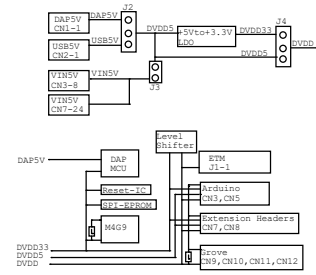 J2
DAP5V
CN1-1
DAP5V
USB5V
CN2-1
USB5V
DVDD5
+5Vto+3.3V
LDO
DVDD33
J4
DVDD5
DVDD
VIN5V
CN3-8
VIN5V
J3
VIN5V
CN7-24
Level
Shifter
DAP5V
DAP
MCU
ETM
J1-1
Reset-IC
SPI-EPROM
Arduino
CN3,CN5
M4G9
Extension Headers
CN7,CN8
DVDD33
DVDD5
DVDD
Grove
CN9,CN10,CN11,CN12